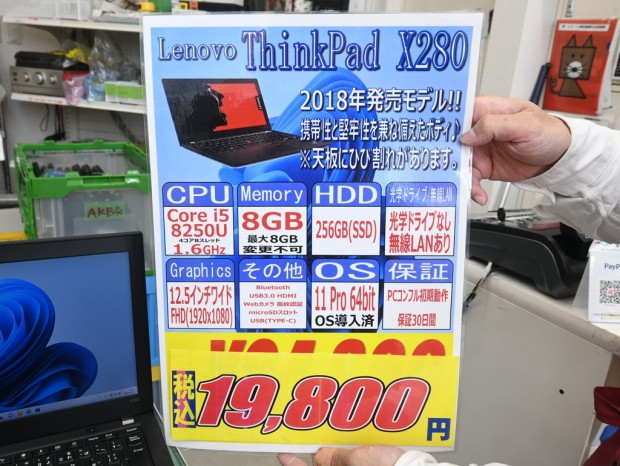 Lenovo ThinkPad X280
2018年発売モデル!!
携帯性と堅牢性を兼ね備えたボディ♪
※天板にひび割れがあります。
CPU
Core i5
8250U
4コア8スレッド
1.6GHz
Memory
8GB
最大8GB
変更不可
HDD
256GB(SSD)
光学ドライブ/無線LAN
光学ドライブなし
無線LANあり
Graphics
12.5インチワイド
FHD(1920x1080)
その他
Bluetooth
USB3.0 HDMI
Webカメラ 指紋認証
microSDスロット
USB(TYPE-C)
OS
11 Pro 64bit
OS導入済
保証
PCコンフル初期動作
保証30日間
税込
19,800円
AKB&
PayP